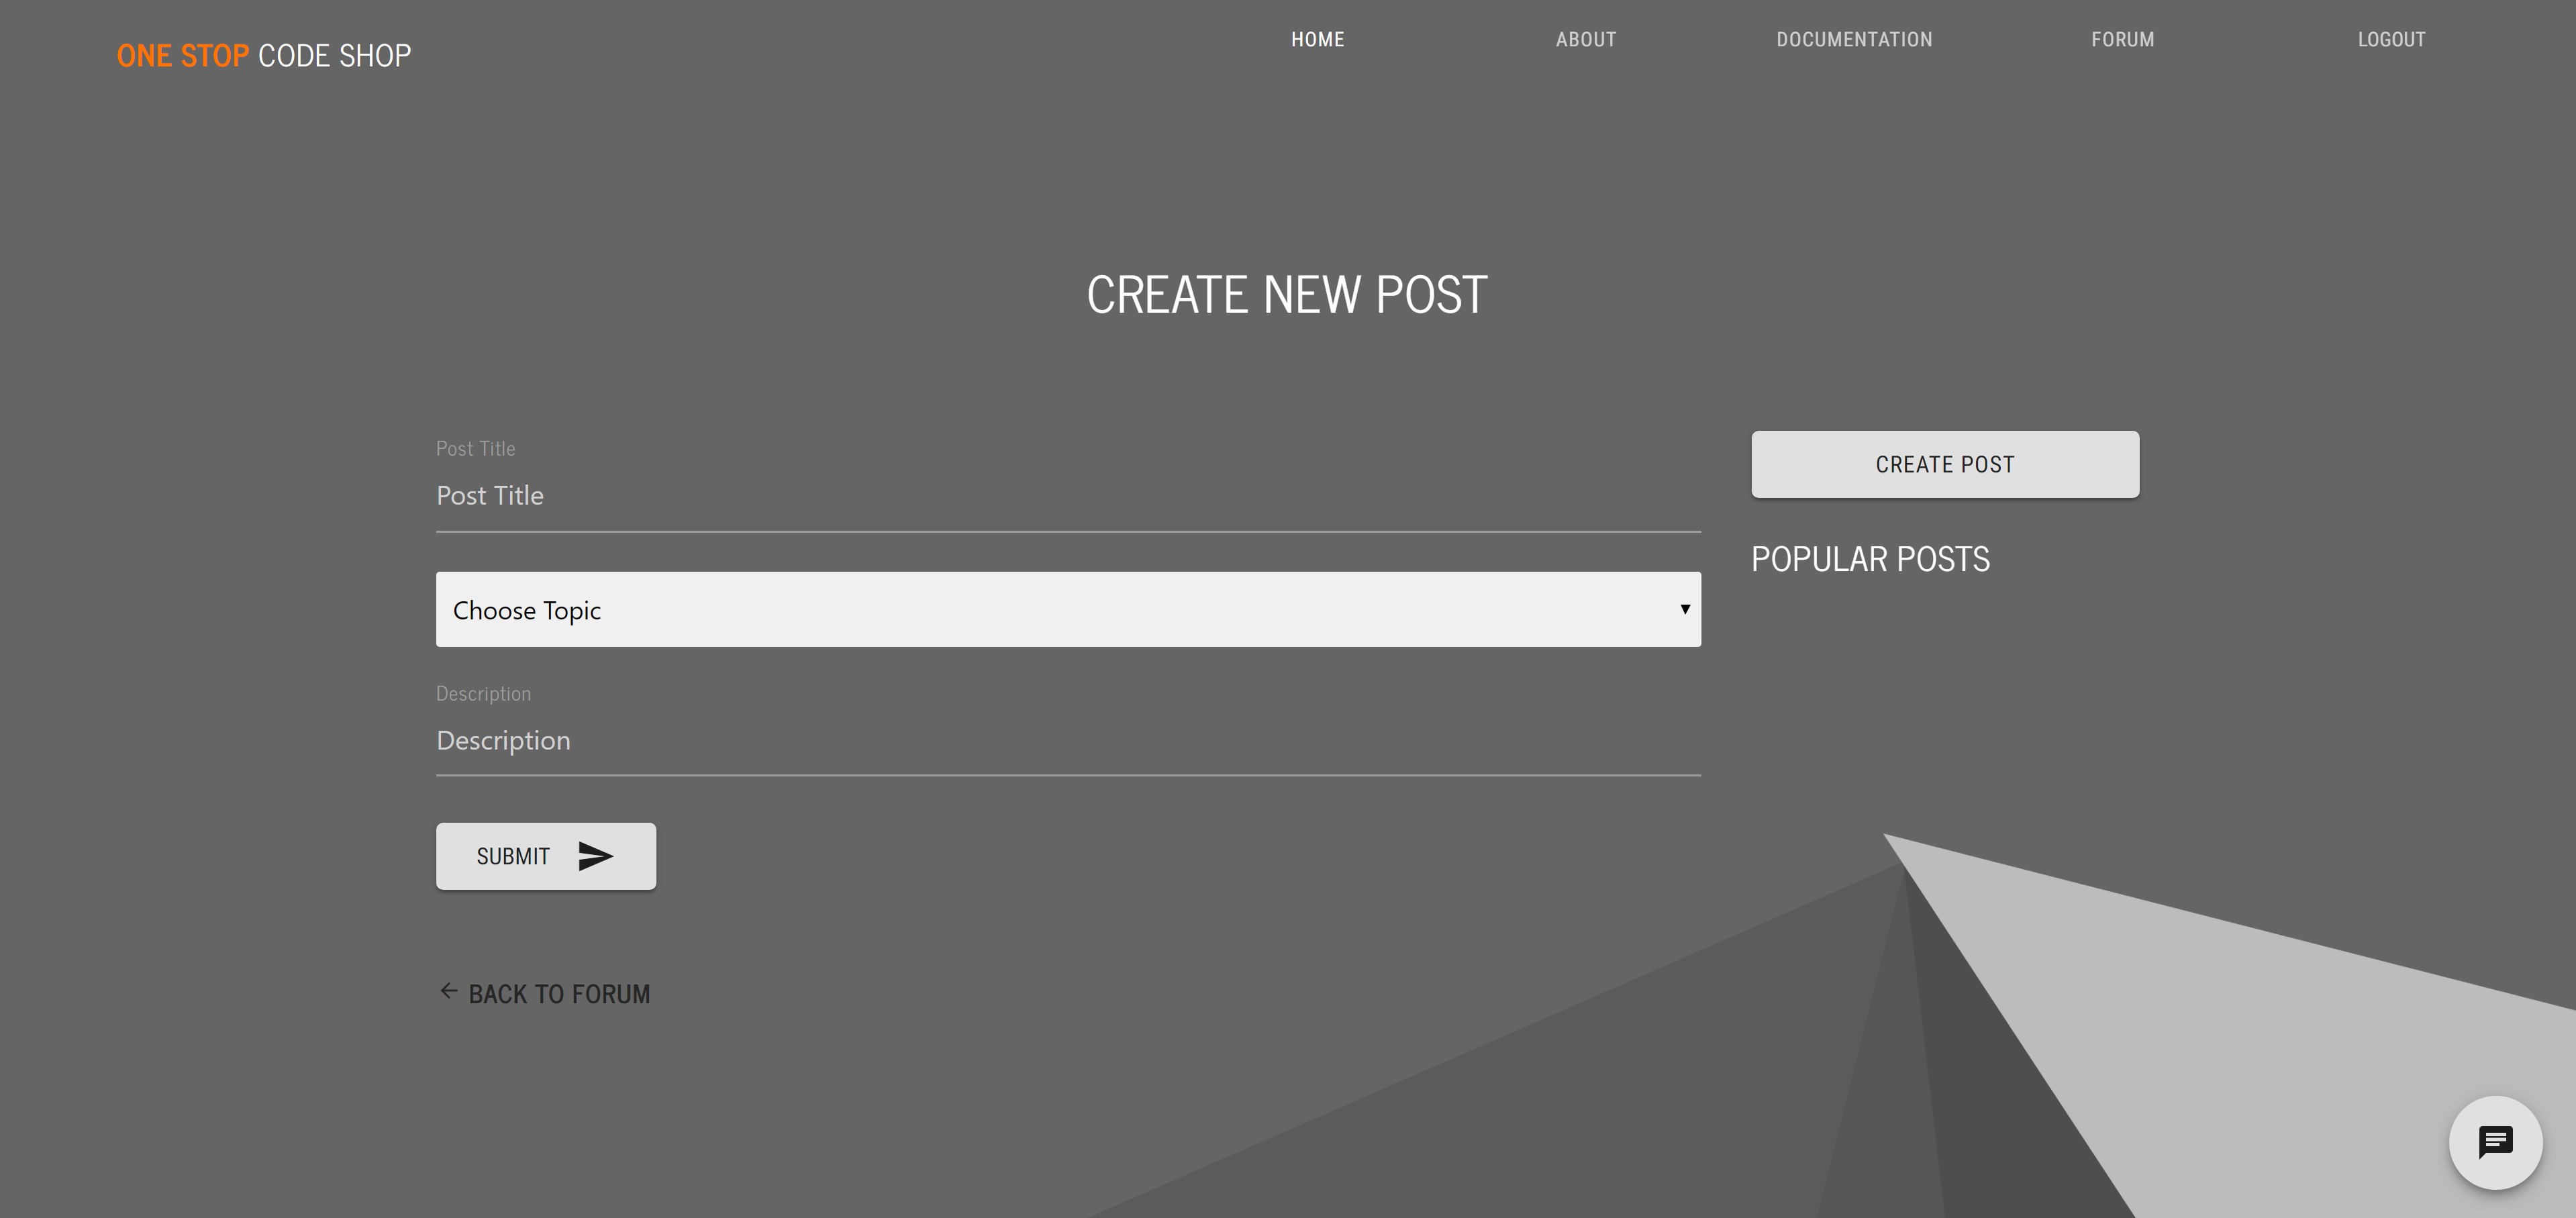 ONE STOP CODE SHOP
HOME
ABOUT
DOCUMENTATION
FORUM
LOGOUT
CREATE NEW POST
Post Title
Post Title
Choose Topic
Description
Description
SUBMIT
BACK TO FORUM
CREATE POST
POPULAR POSTS